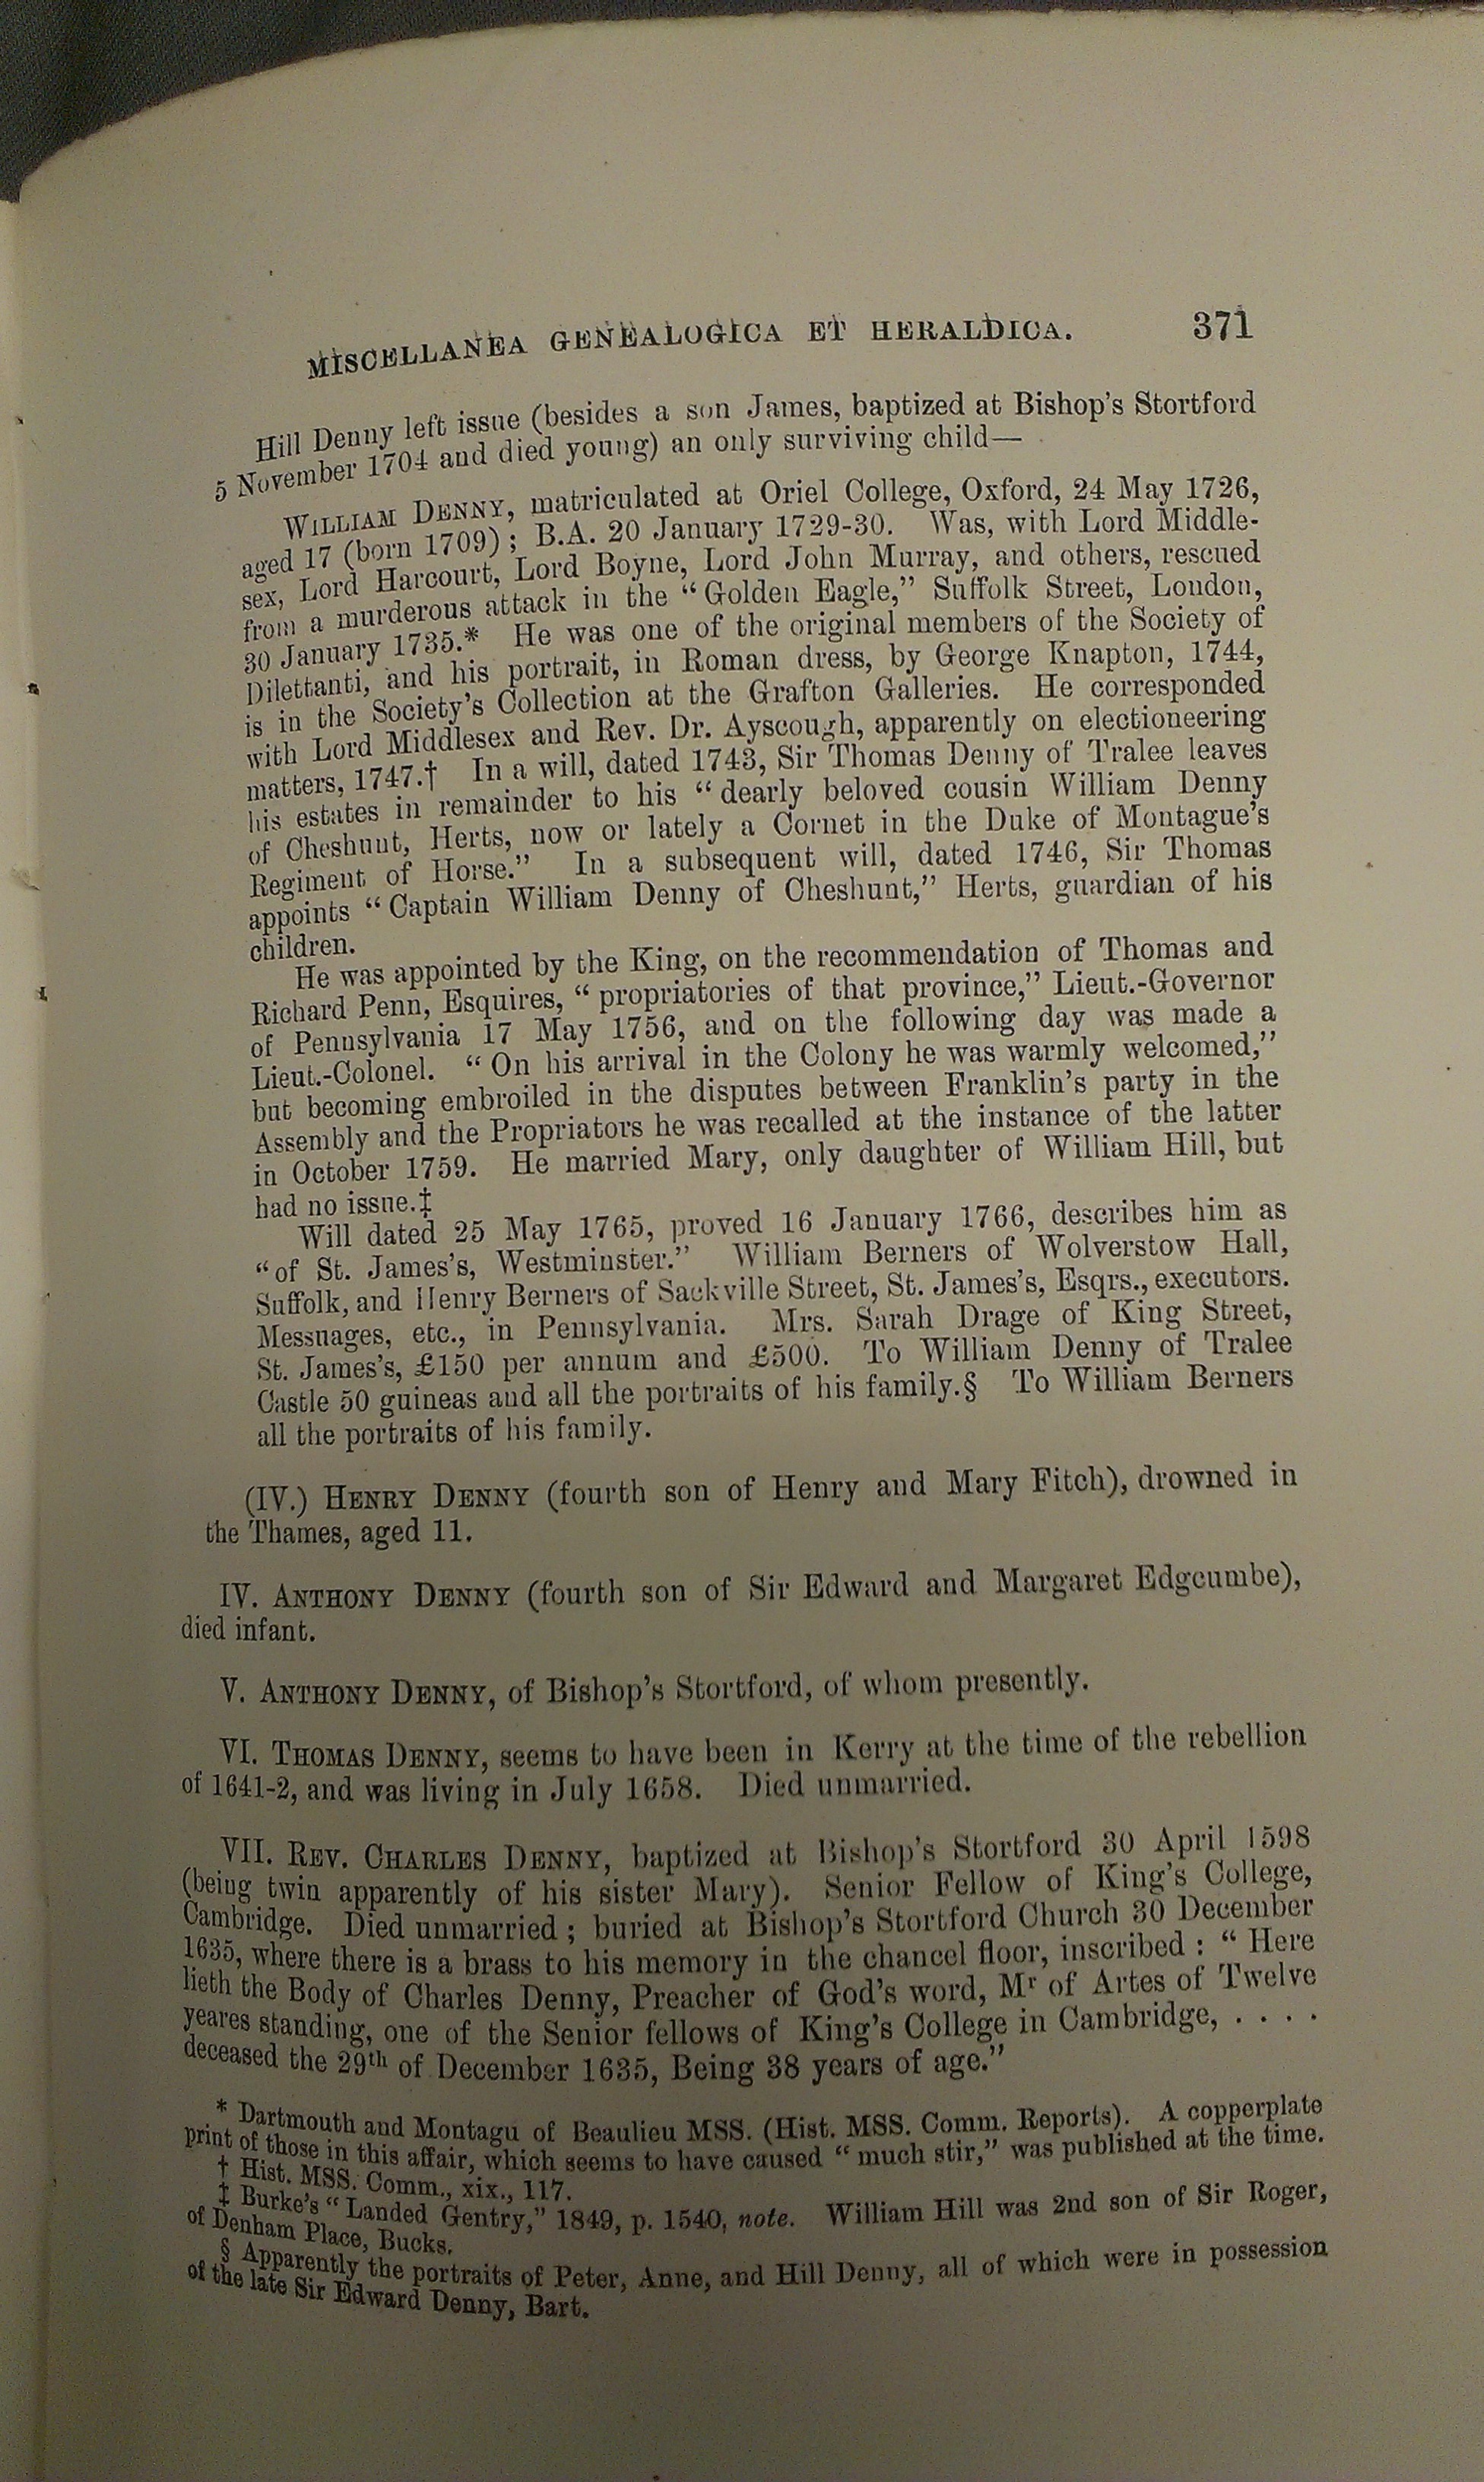 MISCELLANEA GENEALOGICA ET HERALDICA. 371
Hill Denny left issue (besides a son James, baptized at Bishop's Stortford
5 November 1704 and died young) an only surviving child—
WILLIAM DENNY, matriculated at Oriel College, Oxford, 24 May 1726,
aged 17 (born 1709); B.A. 20 January 1729-30. Was, with Lord Middle-
sex, Lord Harcourt, Lord Boyne, Lord John Murray, and others, rescued
from a murderous attack in the “Golden Eagle,” Suffolk Street, London,
30 January 1735.* He was one of the original members of the Society of
Dilettanti, and his portrait, in Roman dress, by George Knapton, 1744,
is in the Society's Collection at the Grafton Galleries. He corresponded
with Lord Middlesex and Rev. Dr. Ayscough, apparently on electioneering
matters, 1747.† In a will, dated 1743, Sir Thomas Denny of Tralee leaves
his estates in remainder to his “dearly beloved cousin William Denny
of Cheshunt, Herts, now or lately a Cornet in the Duke of Montague's
Regiment of Horse.” In a subsequent will, dated 1746, Sir Thomas
appoints “Captain William Denny of Cheshunt,” Herts, guardian of his
children.
He was appointed by the King, on the recommendation of Thomas and
Richard Penn, Esquires, “propriatories of that province,” Lieut.-Governor
of Pennsylvania 17 May 1756, and on the following day was made a
Lieut.-Colonel. “On his arrival in the Colony he was warmly welcomed,”
but becoming embroiled in the disputes between Franklin's party in the
Assembly and the Propriators he was recalled at the instance of the latter
in October 1759. He married Mary, only daughter of William Hill, but
had no issue.‡
Will dated 25 May 1765, proved 16 January 1766, describes him as
“of St. James's, Westminster.” William Berners of Wolverstow Hall,
Suffolk, and Henry Berners of Sackville Street, St. James's, Esqrs., executors.
Messuages, etc., in Pennsylvania. Mrs. Sarah Drage of King Street,
St. James's, £150 per annum and £500. To William Denny of Tralee
Castle 50 guineas and all the portraits of his family.§ To William Berners
all the portraits of his family.
(IV.) HENRY DENNY (fourth son of Henry and Mary Fitch), drowned in
the Thames, aged 11.
IV. ANTHONY DENNY (fourth son of Sir Edward and Margaret Edgcumbe),
died infant.
V. ANTHONY DENNY, of Bishop's Stortford, of whom presently.
VI. THOMAS DENNY, seems to have been in Kerry at the time of the rebellion
of 1641-2, and was living in July 1658. Died unmarried.
VII. REV. CHARLES DENNY, baptized at Bishop's Stortford 30 April 1598
(being twin apparently of his sister Mary). Senior Fellow of King's College,
Cambridge. Died unmarried; buried at Bishop's Stortford Church 30 December
1635, where there is a brass to his memory in the chancel floor, inscribed: “Here
lieth the Body of Charles Denny, Preacher of God's word, Mr of Artes of Twelve
yeares standing, one of the Senior fellows of King's College in Cambridge, . . . .
deceased the 29th of December 1635, Being 38 years of age.”
* Dartmouth and Montagu of Beaulieu MSS. (Hist. MSS. Comm. Reports). A copperplate
print of those in this affair, which seems to have caused “much stir,” was published at the time.
† Hist. MSS. Comm., xix., 117.
‡ Burke's “Landed Gentry,” 1849, p. 1540, note. William Hill was 2nd son of Sir Roger,
of Denham Place, Bucks.
§ Apparently the portraits of Peter, Anne, and Hill Denny, all of which were in possession
of the late Sir Edward Denny, Bart.